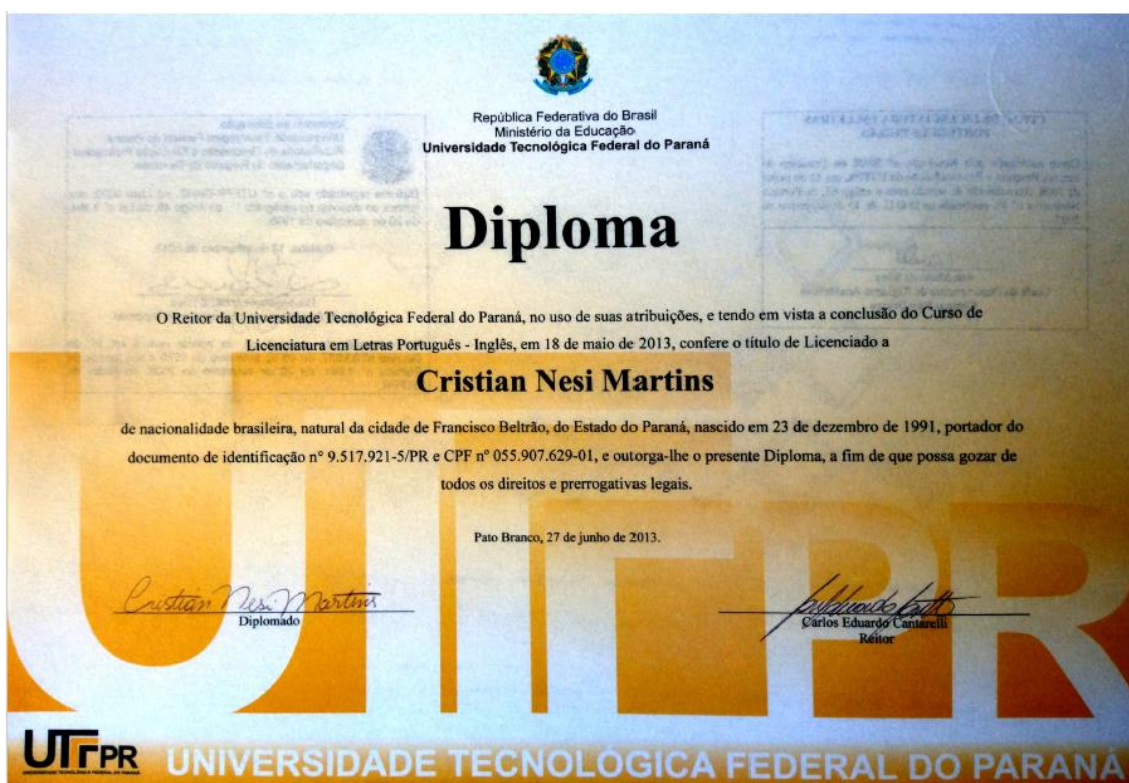 República Federativa do Brasil
Ministério da Educação
Universidade Tecnológica Federal do Paraná
Diploma
O Reitor da Universidade Tecnológica Federal do Paraná, no uso de suas atribuições, e tendo em vista a conclusão do Curso de
Licenciatura em Letras Português - Inglês, em 18 de maio de 2013, confere o título de Licenciado a
Cristian Nesi Martins
de nacionalidade brasileira, natural da cidade de Francisco Beltrão, do Estado do Paraná, nascido em 23 de dezembro de 1991, portador do
documento de identificação nº 9.517.921-5/PR e CPF nº 055.907.629-01, e outorga-lhe o presente Diploma, a fim de que possa gozar de
todos os direitos e prerrogativas legais.
Pato Branco, 27 de junho de 2013.
Cristian Nesi Martins
Diplomado
Carlos Eduardo Cantarelli
Reitor
UTFPR
UTFPR
UNIVERSIDADE TECNOLÓGICA FEDERAL DO PARANÁ